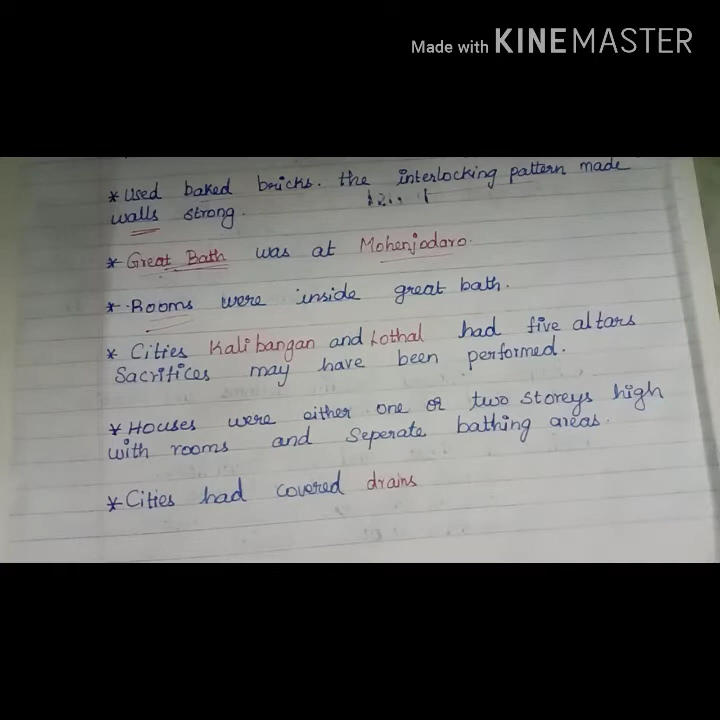 Made with KINEMASTER
* Used baked bricks. the interlocking pattern made
walls strong.
* Great Bath was at Mohenjodaro.
* Rooms were inside great bath.
* Cities Kalibangan and Lothal had five altars
Sacrifices may have been performed.
* Houses were either one or two storeys high
with rooms and seperate bathing areas.
* Cities had covered drains